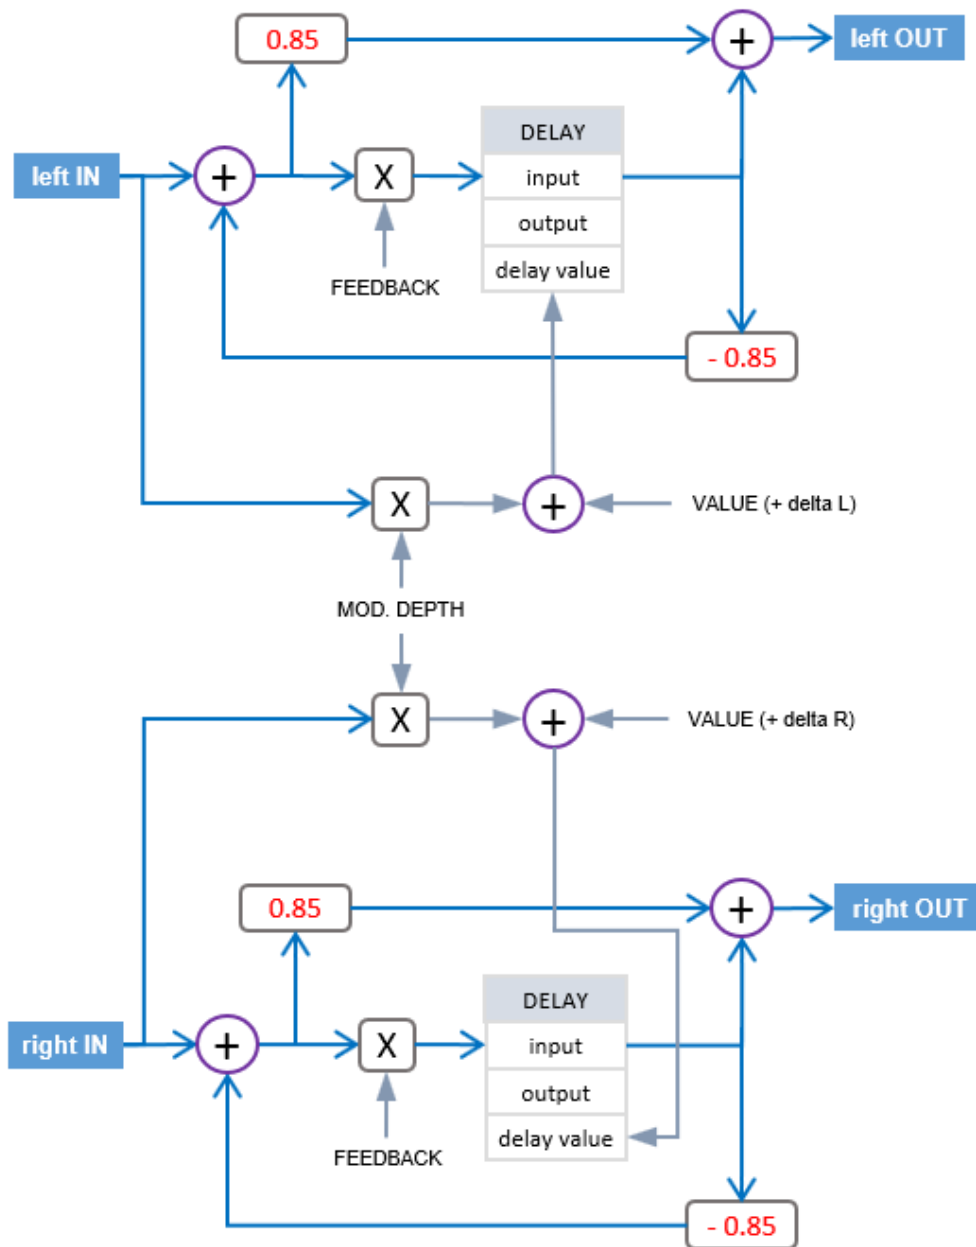 0.85
+
left OUT
DELAY
left IN
+
X
input
output
delay value
FEEDBACK
- 0.85
X
+
VALUE (+ delta L)
MOD. DEPTH
X
+
VALUE (+ delta R)
0.85
+
right OUT
DELAY
right IN
+
X
input
output
delay value
FEEDBACK
- 0.85